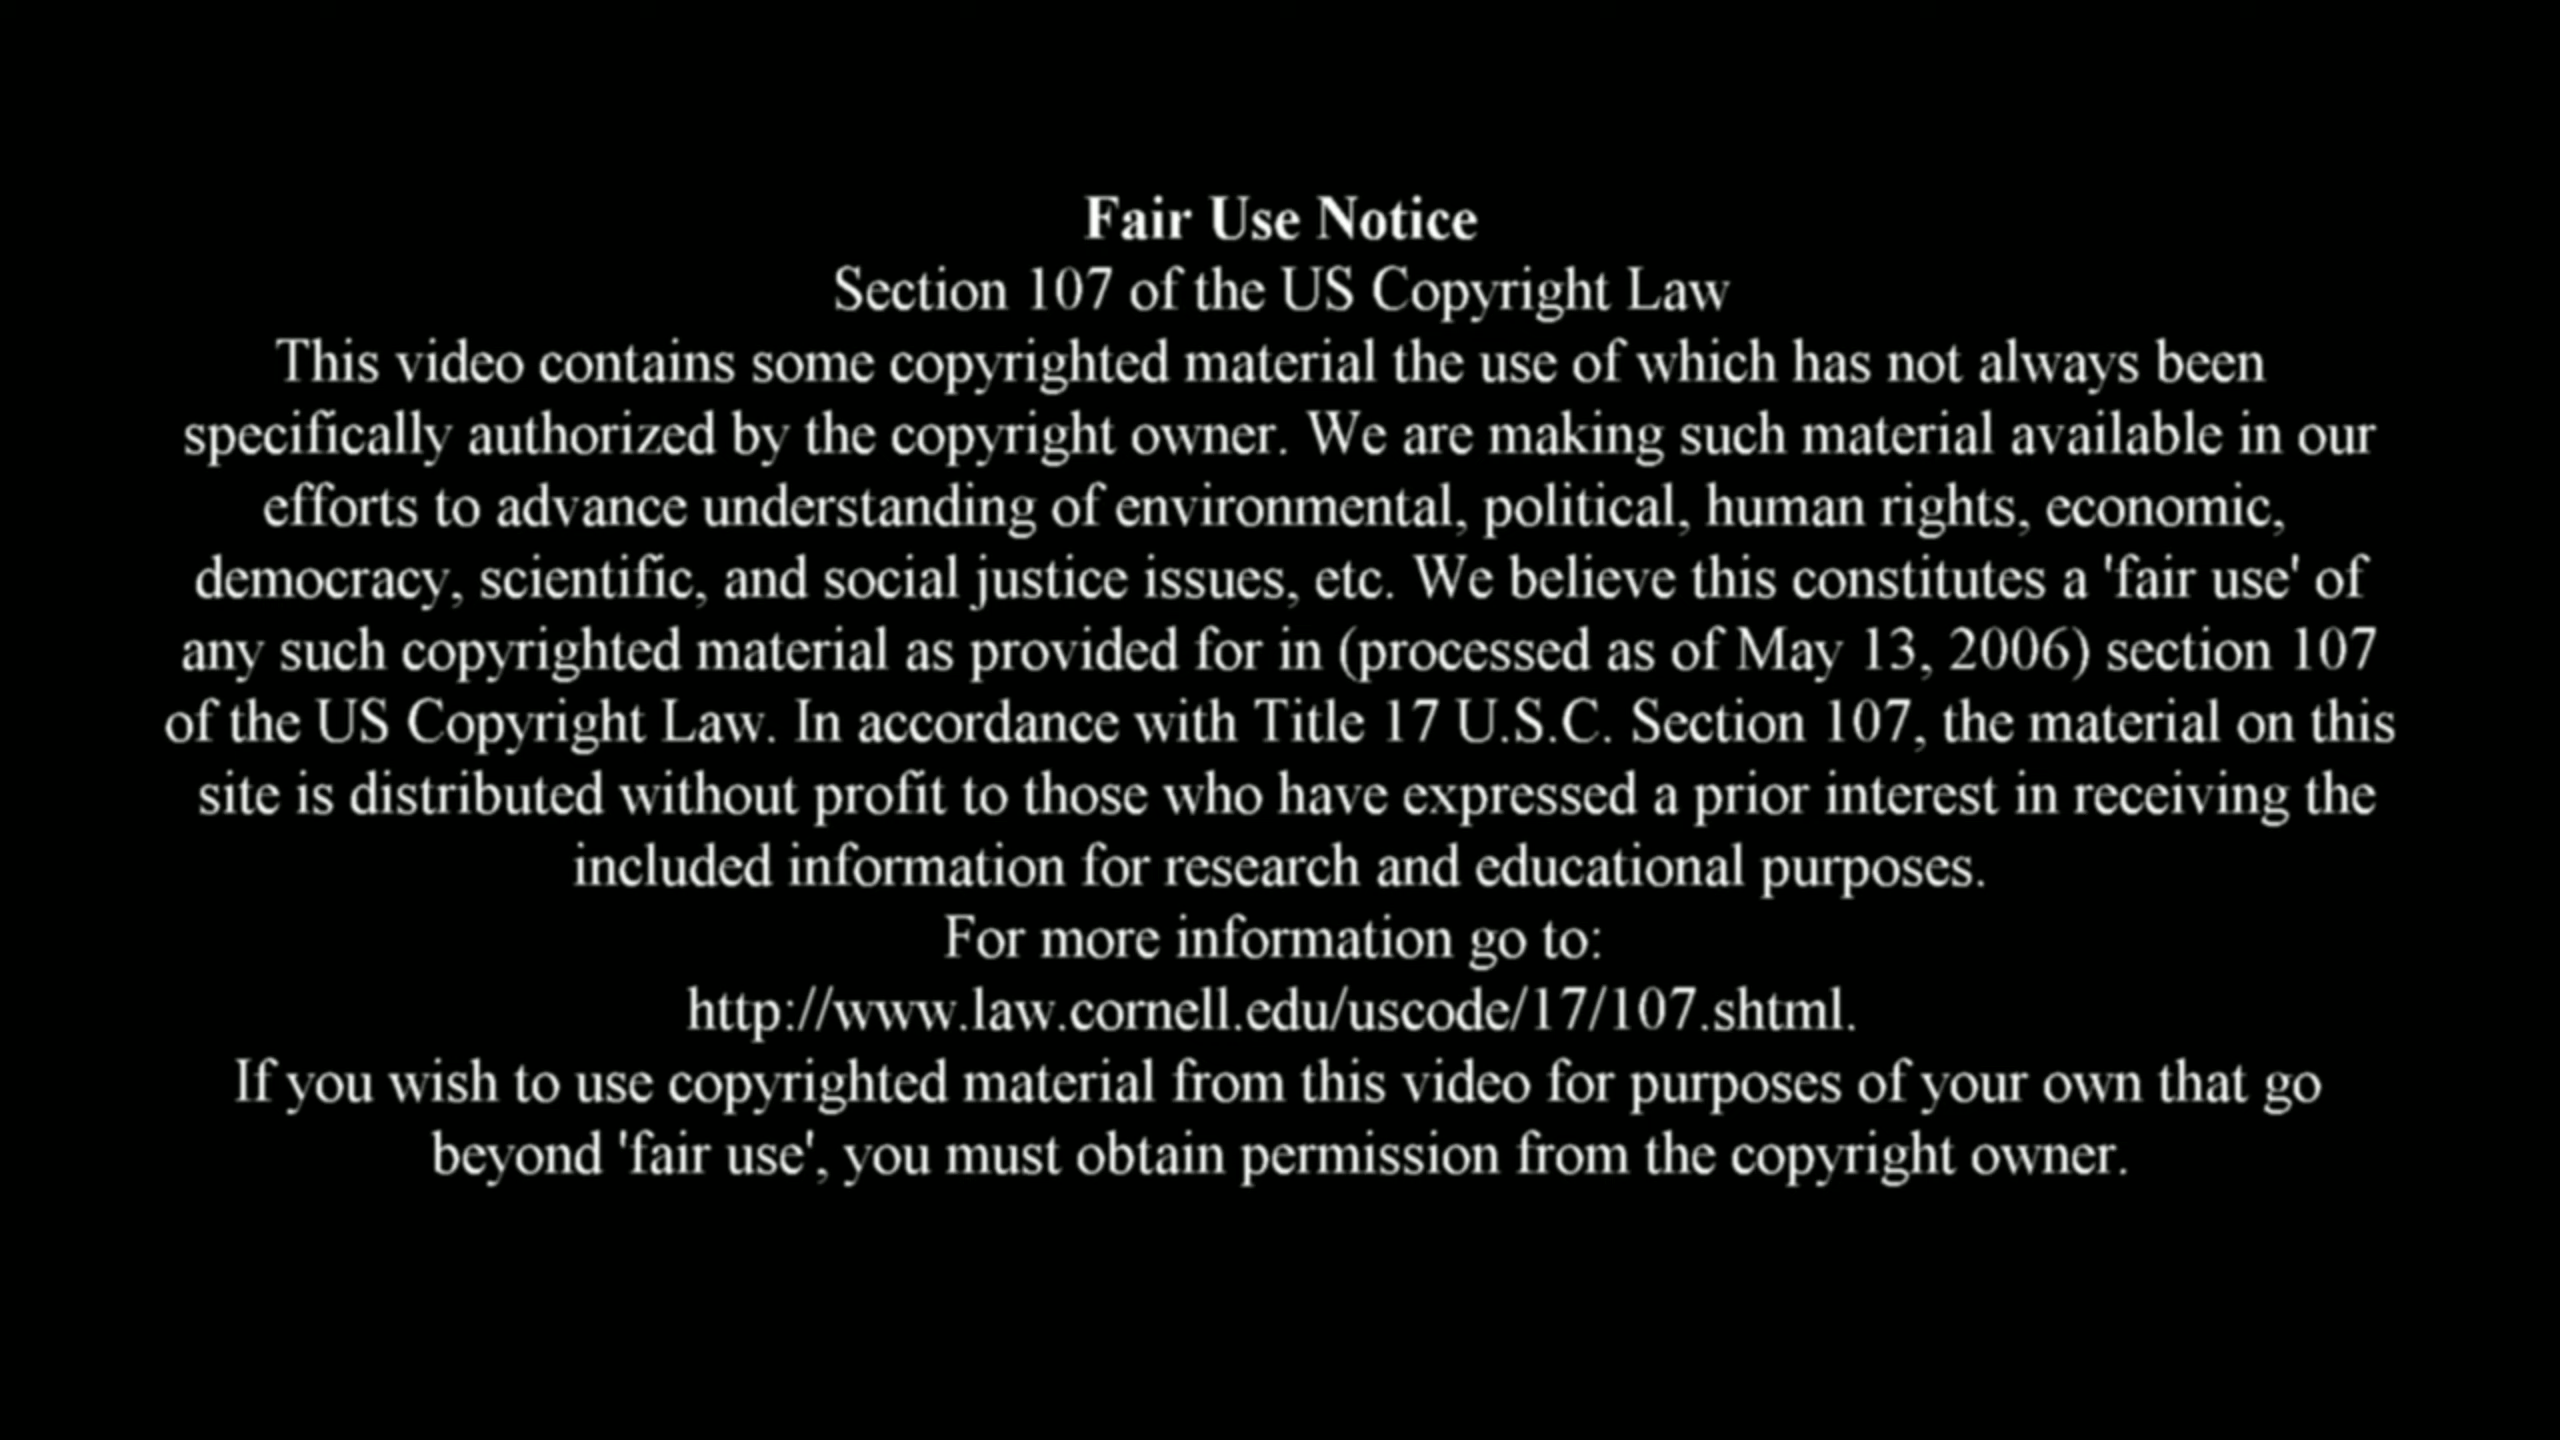 Fair Use Notice
Section 107 of the US Copyright Law
This video contains some copyrighted material the use of which has not always been
specifically authorized by the copyright owner. We are making such material available in our
efforts to advance understanding of environmental, political, human rights, economic,
democracy, scientific, and social justice issues, etc. We believe this constitutes a 'fair use' of
any such copyrighted material as provided for in (processed as of May 13, 2006) section 107
of the US Copyright Law. In accordance with Title 17 U.S.C. Section 107, the material on this
site is distributed without profit to those who have expressed a prior interest in receiving the
included information for research and educational purposes.
For more information go to:
http://www.law.cornell.edu/uscode/17/107.shtml.
If you wish to use copyrighted material from this video for purposes of your own that go
beyond 'fair use', you must obtain permission from the copyright owner.